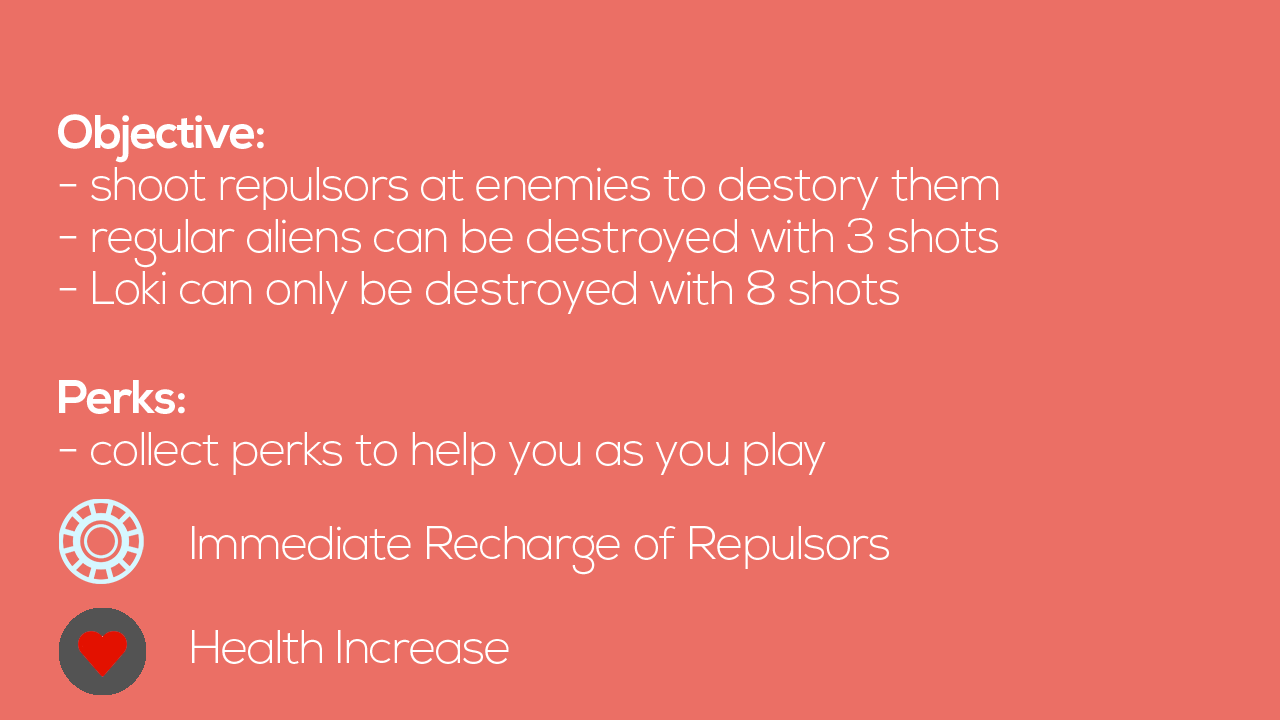 Objective:
- shoot repulsors at enemies to destory them
- regular aliens can be destroyed with 3 shots
- Loki can only be destroyed with 8 shots
Perks:
- collect perks to help you as you play
Immediate Recharge of Repulsors
Health Increase